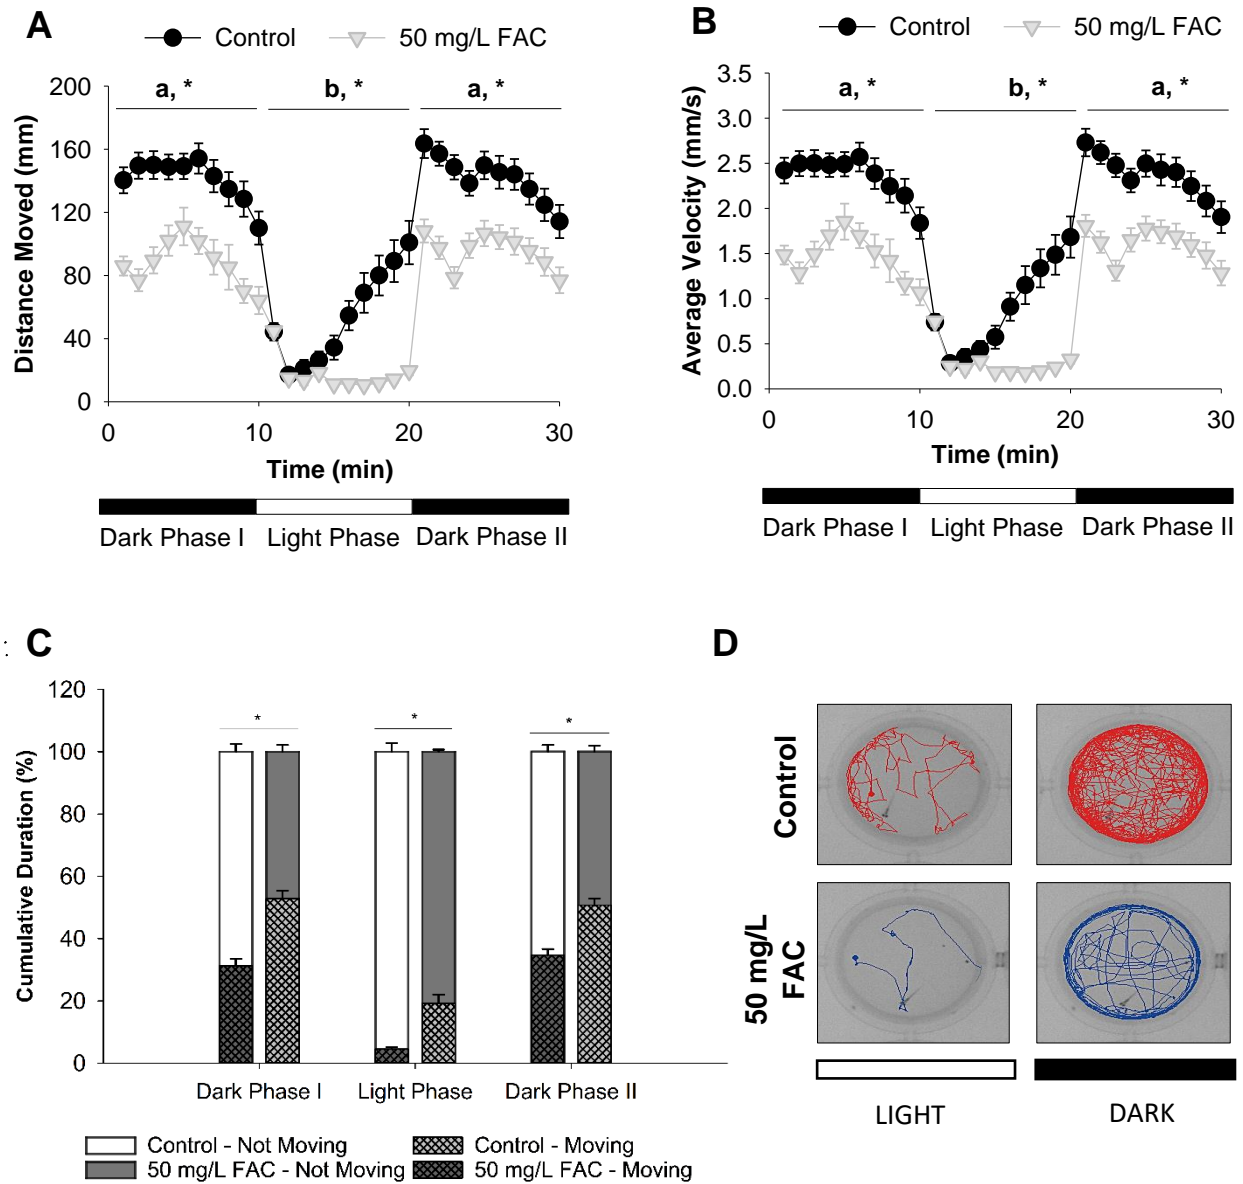 A
Control
50 mg/L FAC
Distance Moved (mm)
200
160
120
80
40
0
a, *
b, *
a, *
0
10
20
30
Time (min)
Dark Phase I
Light Phase
Dark Phase II
B
Control
50 mg/L FAC
Average Velocity (mm/s)
3.5
3.0
2.5
2.0
1.5
1.0
0.5
0.0
a, *
b, *
a, *
0
10
20
30
Time (min)
Dark Phase I
Light Phase
Dark Phase II
C
Cumulative Duration (%)
120
100
80
60
40
20
0
*
*
*
Dark Phase I
Light Phase
Dark Phase II
Control - Not Moving
Control - Moving
50 mg/L FAC - Not Moving
50 mg/L FAC - Moving
D
Control
50 mg/L
FAC
LIGHT
DARK